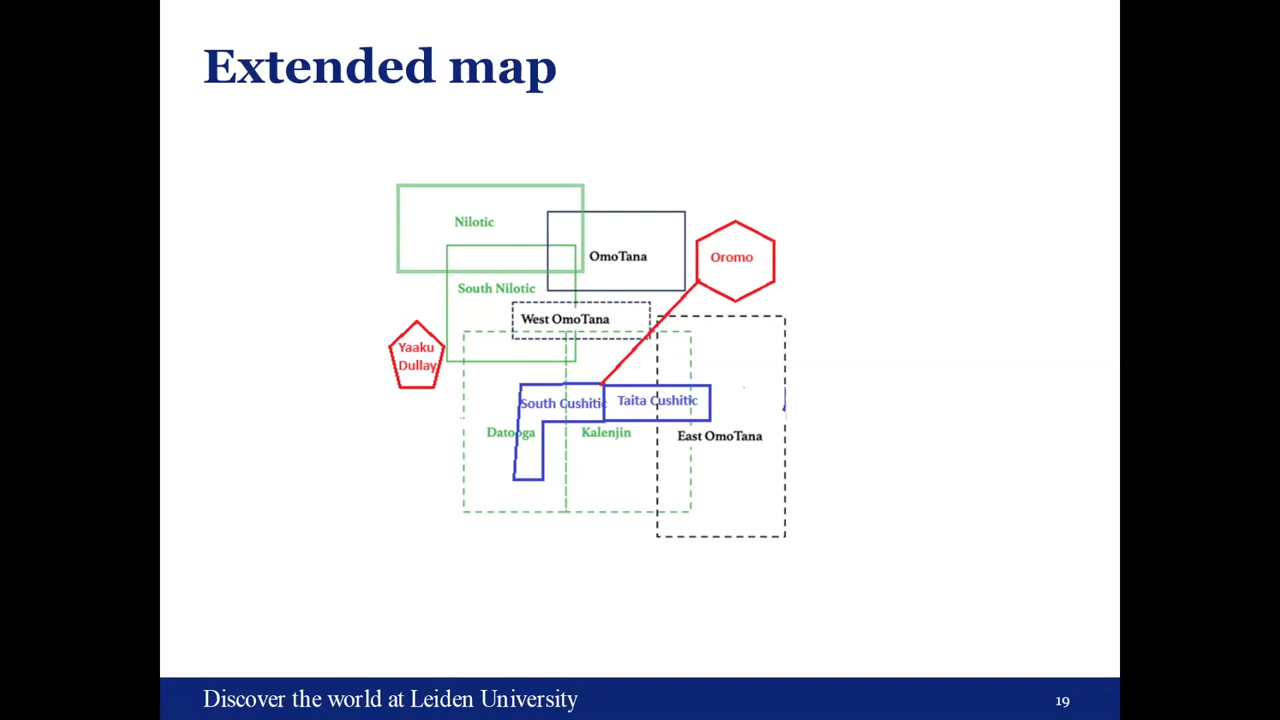 Extended map
Nilotic
OmoTana
Oromo
South Nilotic
West OmoTana
Yaaku
Dullay
South Cushitic
Taita Cushitic
Datooga
Kalenjin
East OmoTana
Discover the world at Leiden University
19